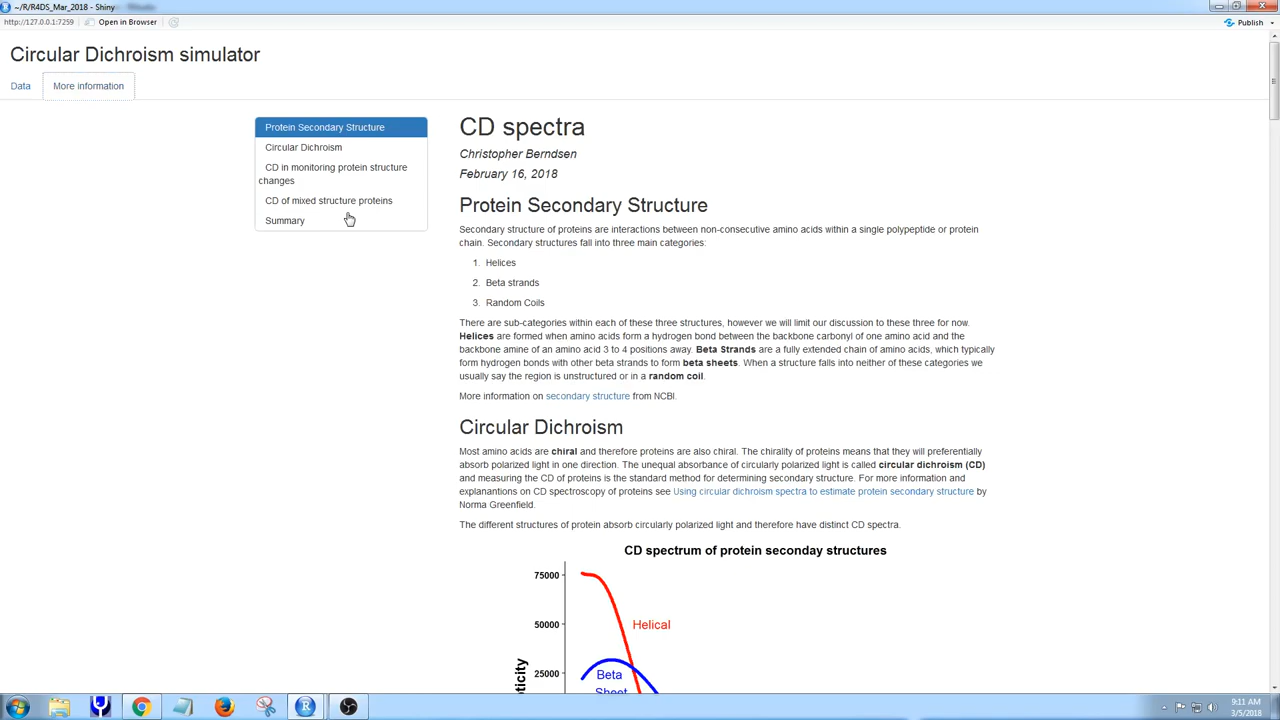 ~/R/R4DS_Mar_2018 - Shiny
http://127.0.0.1:7259
Open in Browser
Publish
Circular Dichroism simulator
Data
More information
Protein Secondary Structure
Circular Dichroism
CD in monitoring protein structure
changes
CD of mixed structure proteins
Summary
CD spectra
Christopher Berndsen
February 16, 2018
Protein Secondary Structure
Secondary structure of proteins are interactions between non-consecutive amino acids within a single polypeptide or protein
chain. Secondary structures fall into three main categories:
1. Helices
2. Beta strands
3. Random Coils
There are sub-categories within each of these three structures, however we will limit our discussion to these three for now.
Helices are formed when amino acids form a hydrogen bond between the backbone carbonyl of one amino acid and the
backbone amine of an amino acid 3 to 4 positions away. Beta Strands are a fully extended chain of amino acids, which typically
form hydrogen bonds with other beta strands to form beta sheets. When a structure falls into neither of these categories we
usually say the region is unstructured or in a random coil.
More information on secondary structure from NCBI.
Circular Dichroism
Most amino acids are chiral and therefore proteins are also chiral. The chirality of proteins means that they will preferentially
absorb polarized light in one direction. The unequal absorbance of circularly polarized light is called circular dichroism (CD)
and measuring the CD of proteins is the standard method for determining secondary structure. For more information and
explanantions on CD spectroscopy of proteins see Using circular dichroism spectra to estimate protein secondary structure by
Norma Greenfield.
The different structures of protein absorb circularly polarized light and therefore have distinct CD spectra.
CD spectrum of protein seconday structures
75000
50000
25000
Helical
Beta
Sheet
9:11 AM
3/5/2018